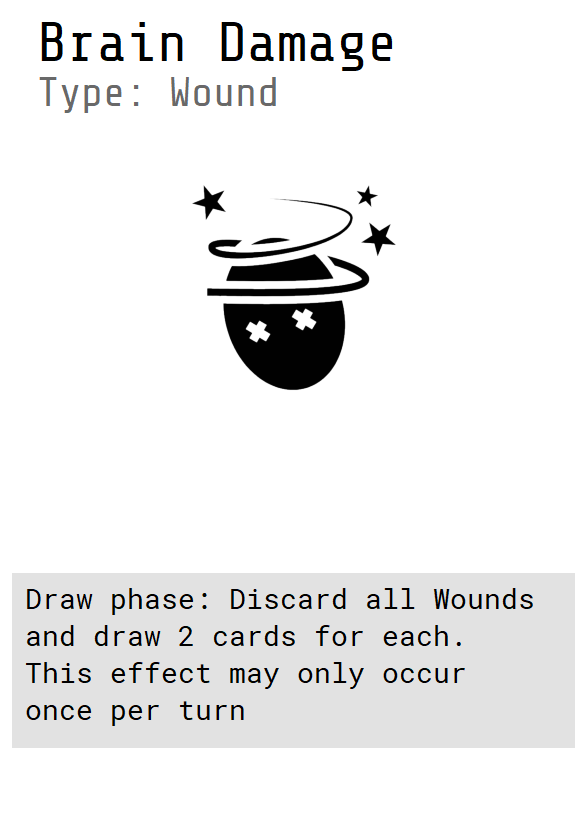 Brain Damage
Type: Wound
Draw phase: Discard all Wounds
and draw 2 cards for each.
This effect may only occur
once per turn